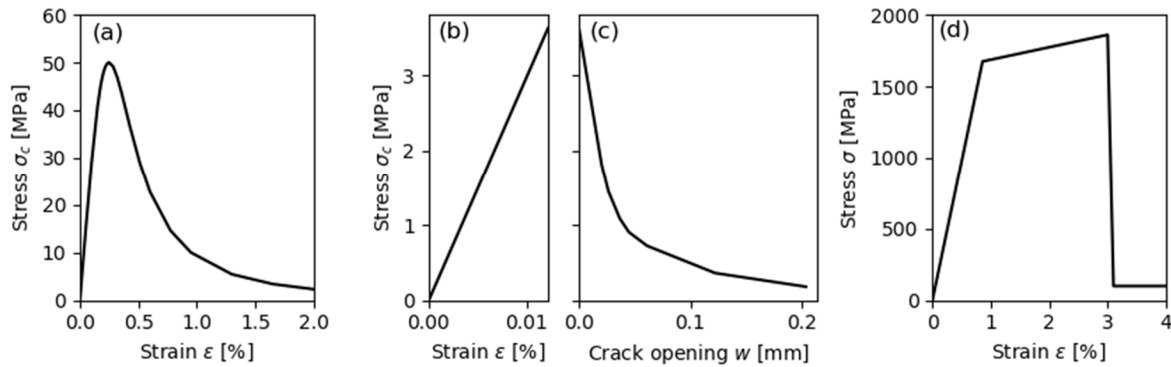 (a)
60
50
40
30
20
10
0
Stress σc [MPa]
0.0 0.5 1.0 1.5 2.0
Strain ε [%]
(b)
3
2
1
0
Stress σc [MPa]
0.00 0.01
Strain ε [%]
(c)
0.0 0.1 0.2
Crack opening w [mm]
(d)
2000
1500
1000
500
0
Stress σ [MPa]
0 1 2 3 4
Strain ε [%]